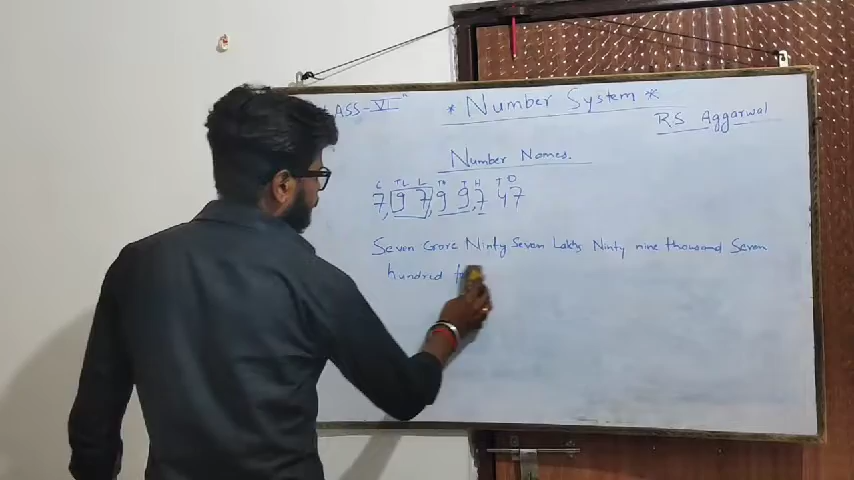 ASS-VI
* Number System *
RS Aggarwal
Number Names.
C TL L Th T H T O
7,97,99,747
Seven Crore Ninty Seven Lakhs Ninty nine thousand Seven
hundred